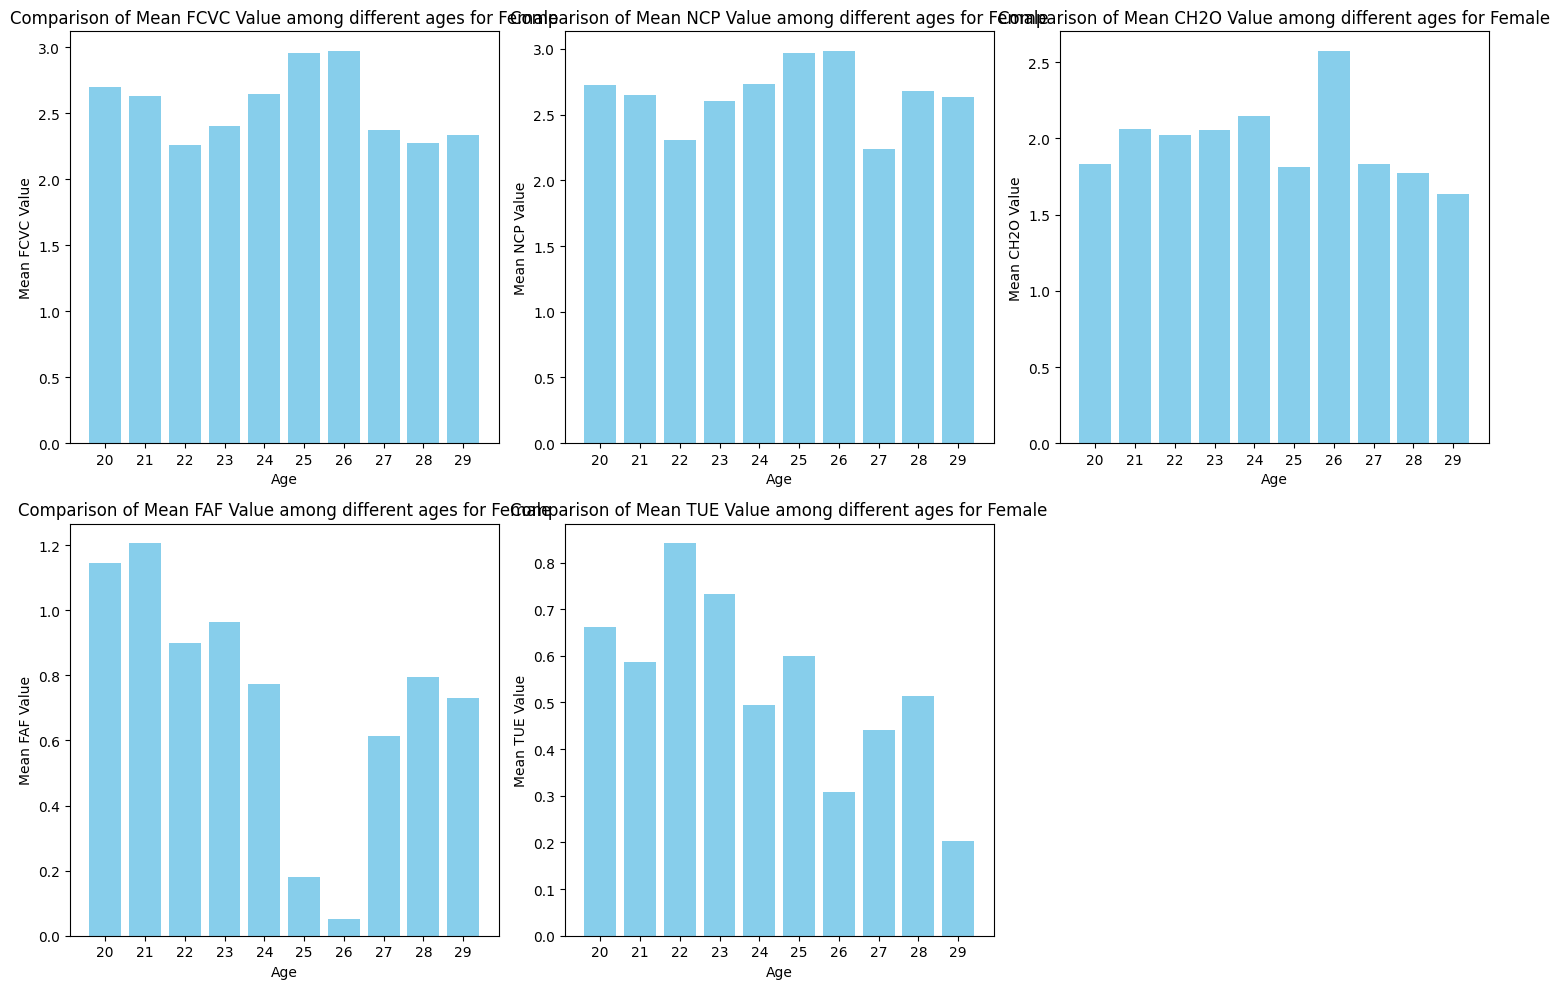 Comparison of Mean FCVC Value among different ages for Female
3.0
2.5
2.0
1.5
1.0
0.5
0.0
Mean FCVC Value
20 21 22 23 24 25 26 27 28 29
Age
Comparison of Mean NCP Value among different ages for Female
3.0
2.5
2.0
1.5
1.0
0.5
0.0
Mean NCP Value
20 21 22 23 24 25 26 27 28 29
Age
Comparison of Mean CH2O Value among different ages for Female
2.5
2.0
1.5
1.0
0.5
0.0
Mean CH2O Value
20 21 22 23 24 25 26 27 28 29
Age
Comparison of Mean FAF Value among different ages for Female
1.2
1.0
0.8
0.6
0.4
0.2
0.0
Mean FAF Value
20 21 22 23 24 25 26 27 28 29
Age
Comparison of Mean TUE Value among different ages for Female
0.8
0.7
0.6
0.5
0.4
0.3
0.2
0.1
0.0
Mean TUE Value
20 21 22 23 24 25 26 27 28 29
Age